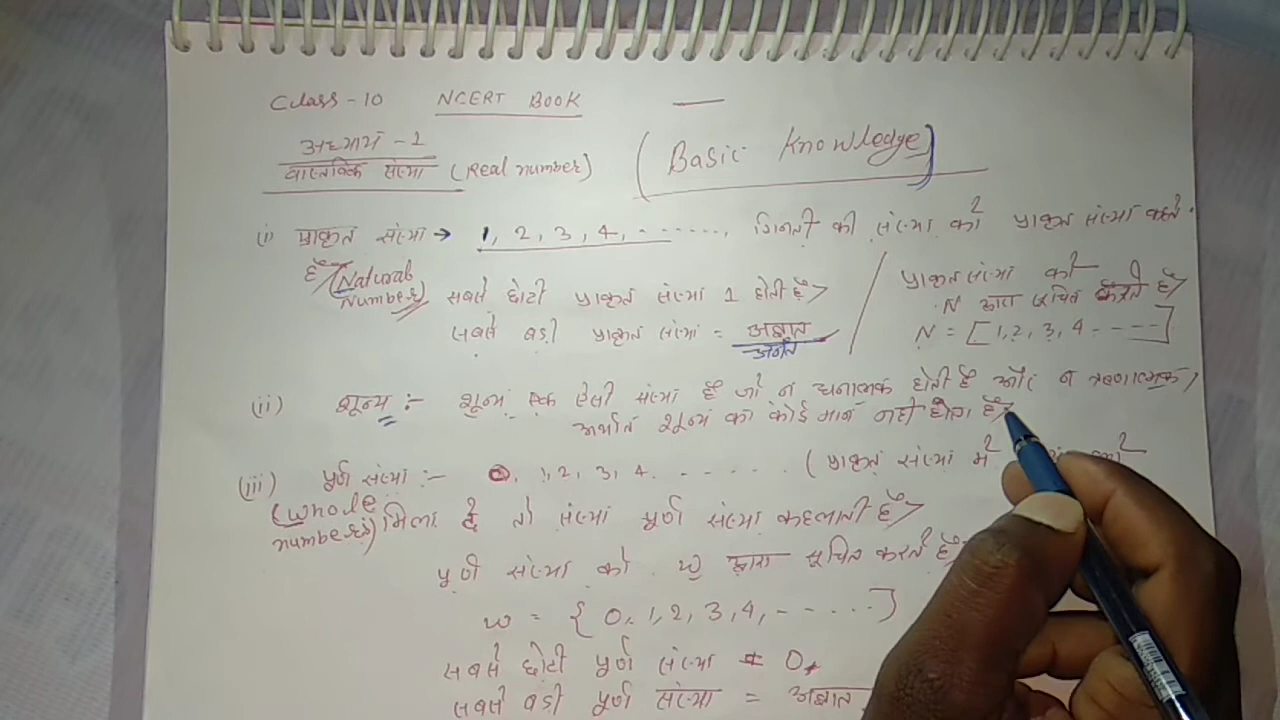 Class-10 NCERT BOOK —
अध्याय-1
वास्तविक संख्या (Real number) (Basic Knowledge)
(i) प्राकृत संख्या → 1, 2, 3, 4, ........, गिनती की संख्या को प्राकृत संख्या कहते
है (Natural Numbers)
सबसे छोटी प्राकृत संख्या 1 होती है
सबसे बड़ी प्राकृत संख्या = अज्ञात
अनंत
प्राकृत संख्या को
N द्वारा सूचित करते है
N = [1, 2, 3, 4 -----]
(ii) शून्य :- शून्य एक ऐसी संख्या है जो न धनात्मक होती है और न ऋणात्मक,
अर्थात शून्य का कोई मान नहीं होता है
(iii) पूर्ण संख्या :- 0, 1, 2, 3, 4. - - - - - . (प्राकृत संख्या में
(Whole numbers) मिला दे तो संख्या पूर्ण संख्या कहलाती है
पूर्ण संख्या को W द्वारा सूचित करते है
W = { 0, 1, 2, 3, 4, -- .....}
सबसे छोटी पूर्ण संख्या = 0,
सबसे बड़ी पूर्ण संख्या = अज्ञात